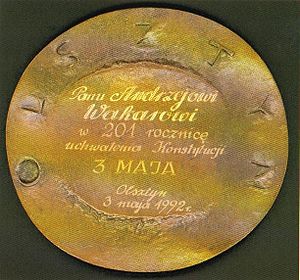 OLSZTYN
Panu Andrzejowi
Wakarowi
w 201 rocznicę
uchwalenia Konstytucji
3 MAJA
Olsztyn
3 maja 1992 r.